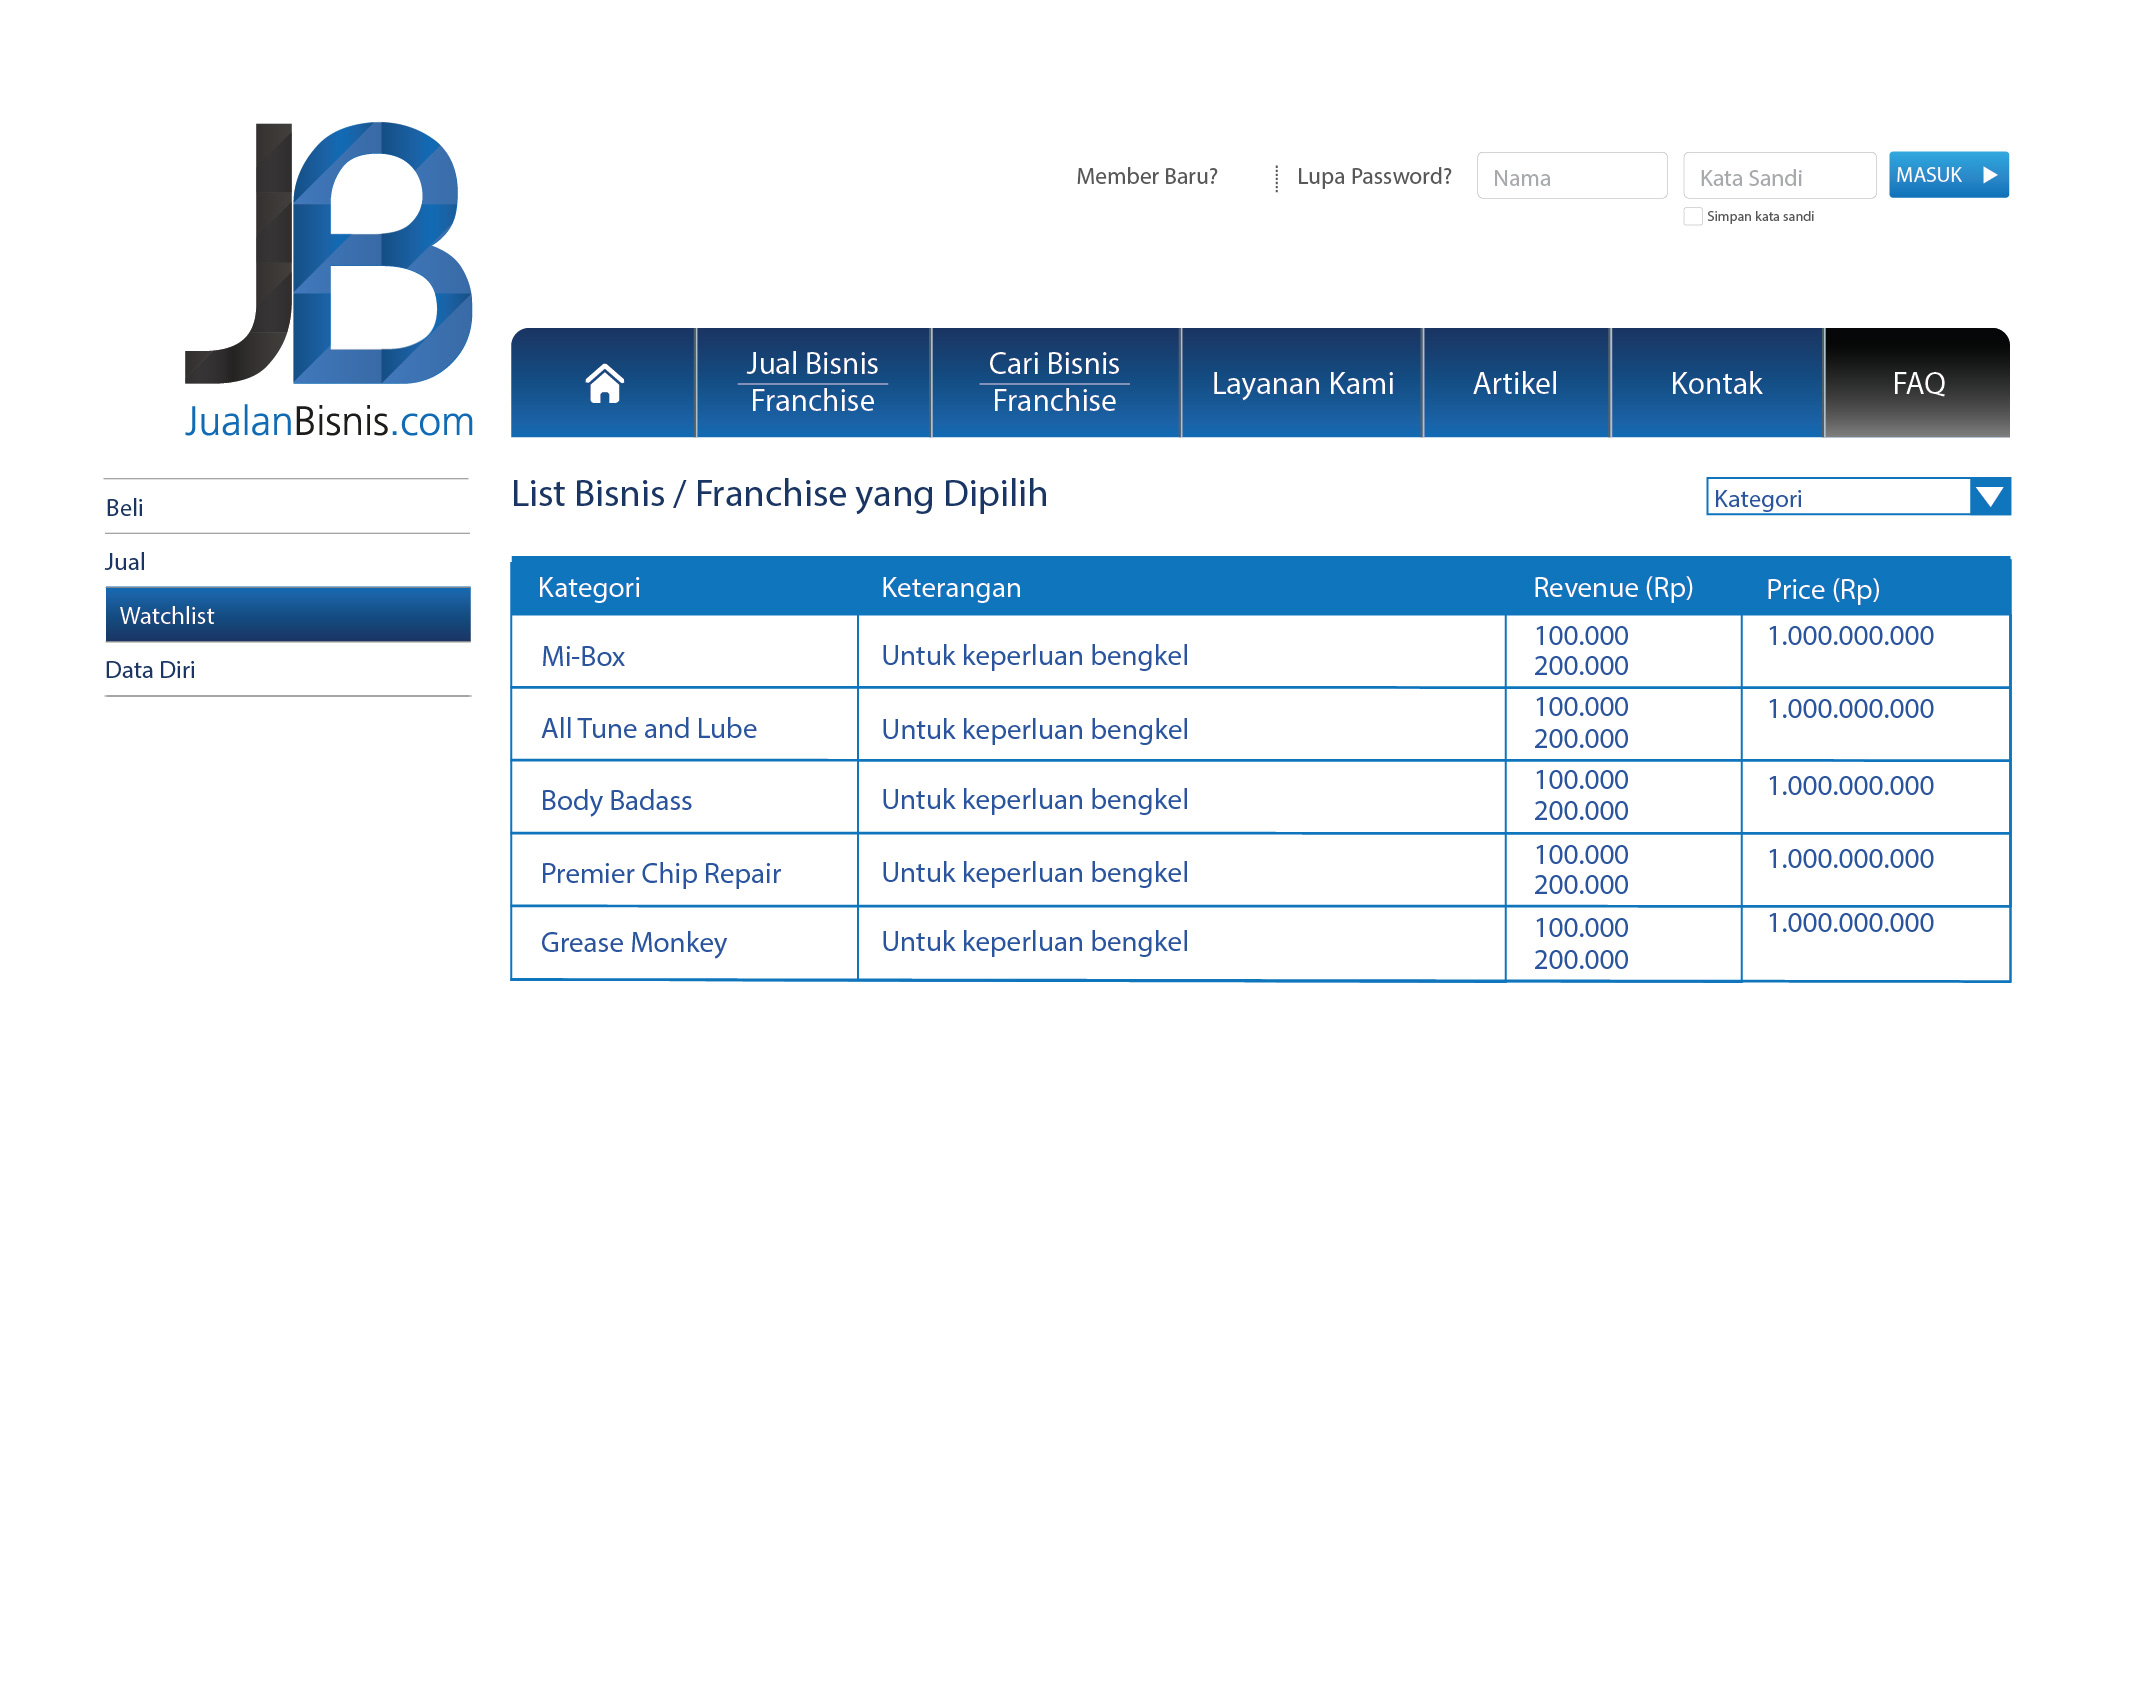 JB
JualanBisnis.com
Member Baru?
Lupa Password?
Nama
Kata Sandi
MASUK
Simpan kata sandi
Jual Bisnis
Franchise
Cari Bisnis
Franchise
Layanan Kami
Artikel
Kontak
FAQ
Beli
Jual
Watchlist
Data Diri
List Bisnis / Franchise yang Dipilih
Kategori
Kategori Keterangan Revenue (Rp) Price (Rp)
Mi-Box Untuk keperluan bengkel 100.000 1.000.000.000
200.000
All Tune and Lube Untuk keperluan bengkel 100.000 1.000.000.000
200.000
Body Badass Untuk keperluan bengkel 100.000 1.000.000.000
200.000
Premier Chip Repair Untuk keperluan bengkel 100.000 1.000.000.000
200.000
Grease Monkey Untuk keperluan bengkel 100.000 1.000.000.000
200.000